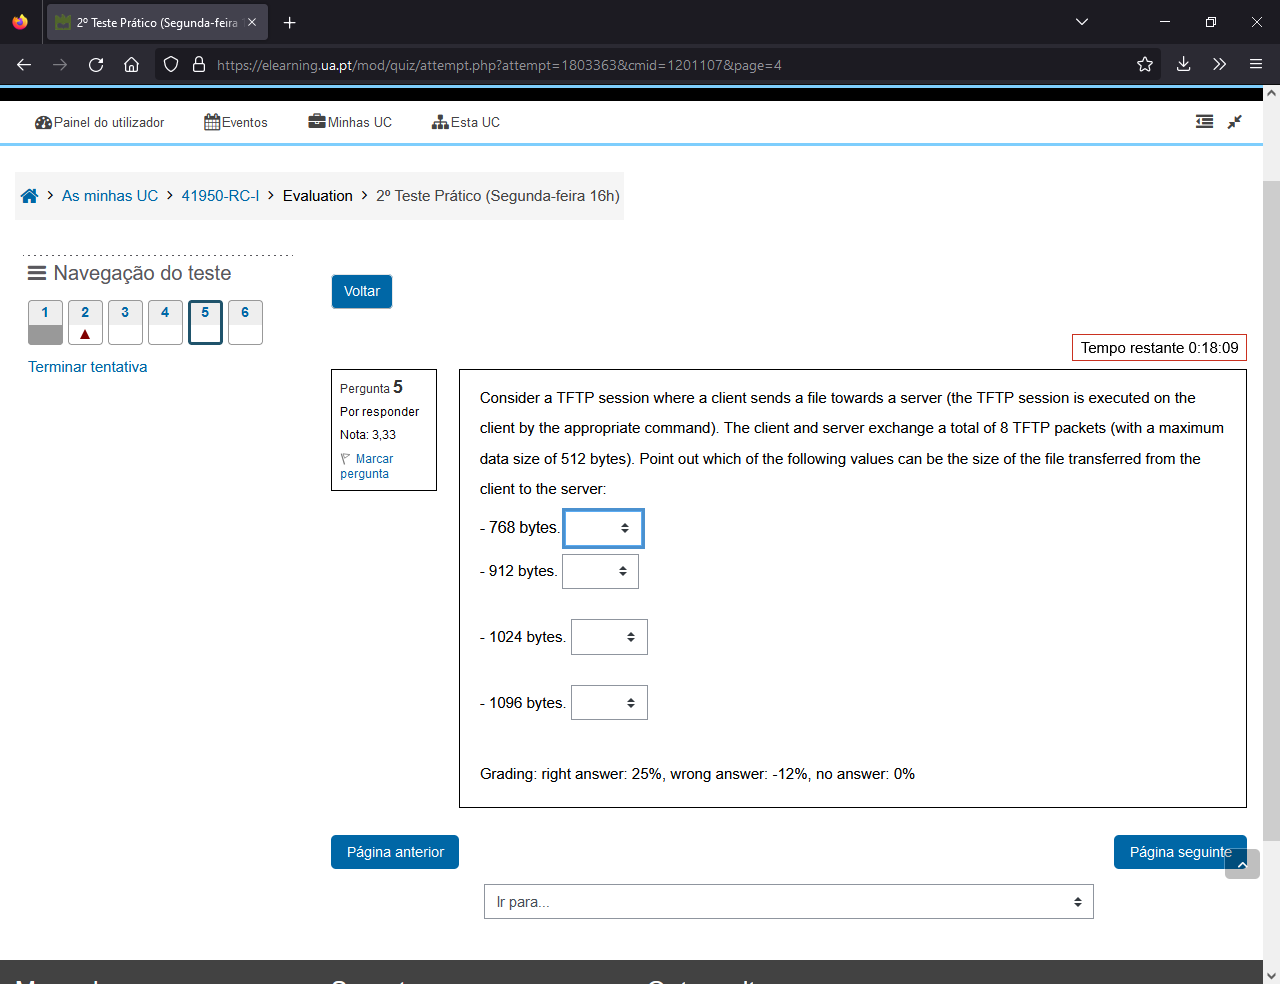 2º Teste Prático (Segunda-feira
https://elearning.ua.pt/mod/quiz/attempt.php?attempt=1803363&cmid=1201107&page=4
Painel do utilizador Eventos Minhas UC Esta UC
As minhas UC > 41950-RC-I > Evaluation > 2º Teste Prático (Segunda-feira 16h)
Navegação do teste
1 2 3 4 5 6
Terminar tentativa
Voltar
Tempo restante 0:18:09
Pergunta 5
Por responder
Nota: 3,33
Marcar
pergunta
Consider a TFTP session where a client sends a file towards a server (the TFTP session is executed on the
client by the appropriate command). The client and server exchange a total of 8 TFTP packets (with a maximum
data size of 512 bytes). Point out which of the following values can be the size of the file transferred from the
client to the server:
- 768 bytes.
- 912 bytes.
- 1024 bytes.
- 1096 bytes.
Grading: right answer: 25%, wrong answer: -12%, no answer: 0%
Página anterior
Página seguinte
Ir para...